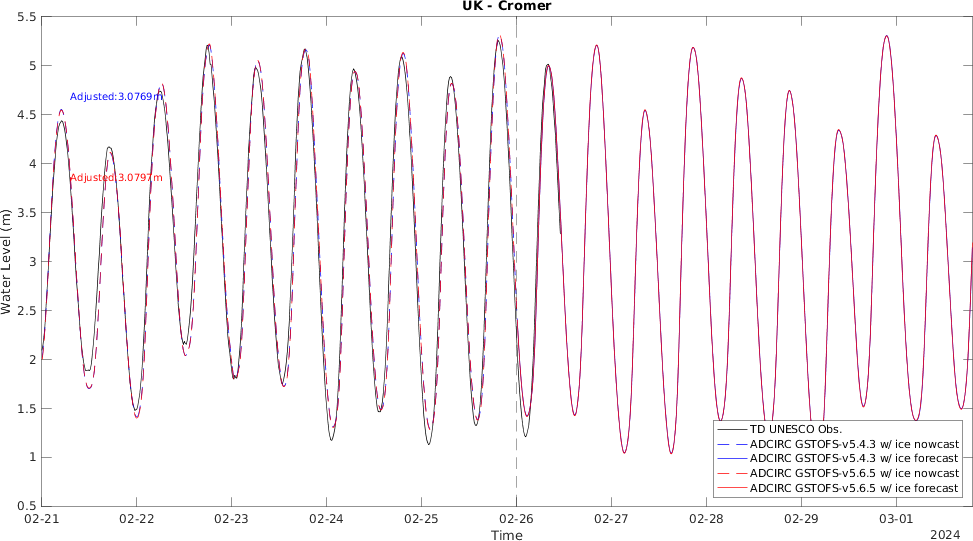 UK - Cromer
5.5
5
4.5
4
3.5
3
2.5
2
1.5
1
0.5
Water Level (m)
Adjusted:3.0769m
Adjusted:3.0797m
TD UNESCO Obs.
ADCIRC GSTOFS-v5.4.3 w/ ice nowcast
ADCIRC GSTOFS-v5.4.3 w/ ice forecast
ADCIRC GSTOFS-v5.6.5 w/ ice nowcast
ADCIRC GSTOFS-v5.6.5 w/ ice forecast
02-21 02-22 02-23 02-24 02-25 02-26 02-27 02-28 02-29 03-01
Time
2024